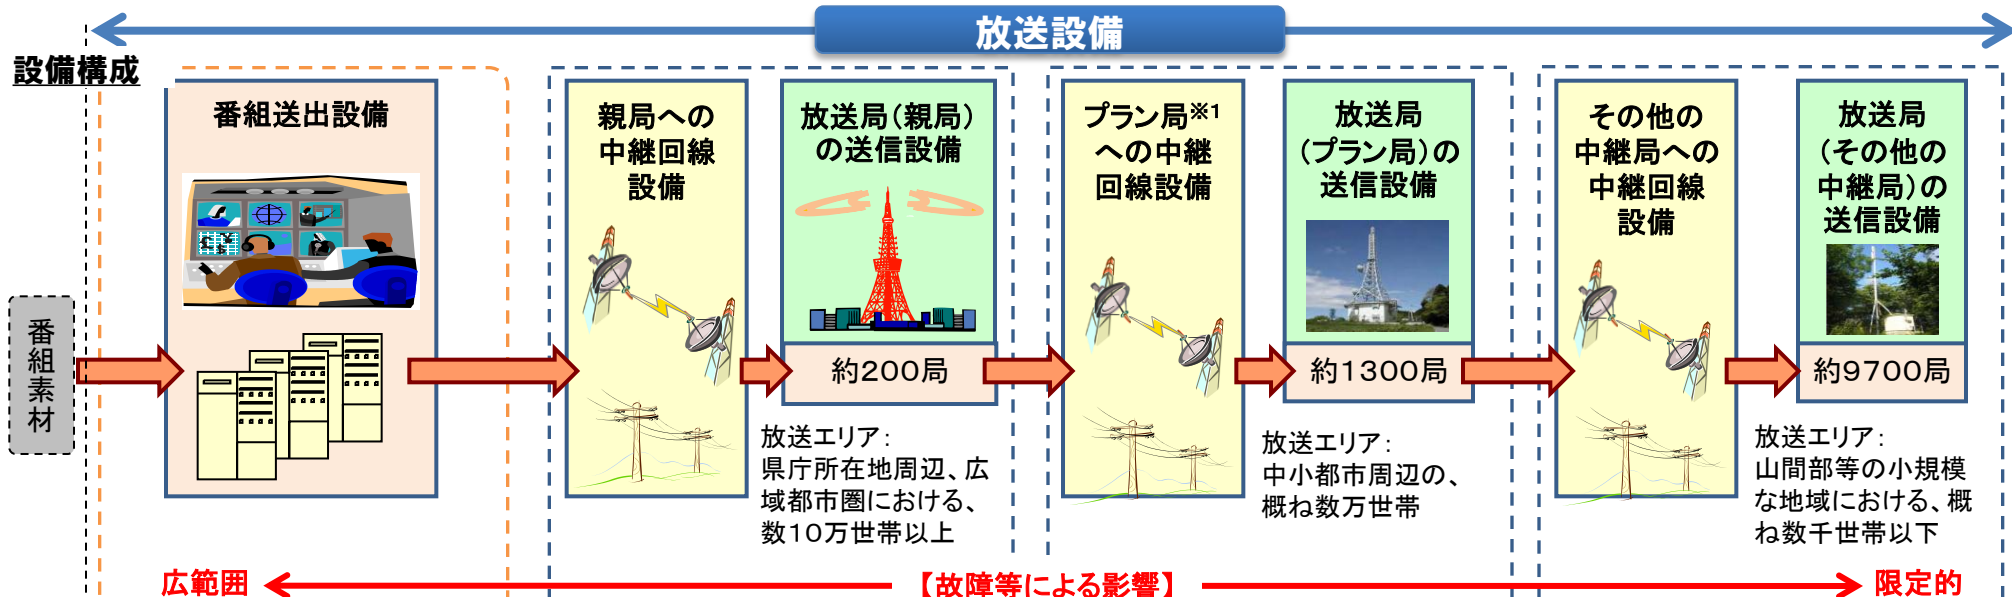 放送設備
設備構成
番組素材
番組送出設備
親局への
中継回線
設備
放送局(親局)
の送信設備
約200局
放送エリア:
県庁所在地周辺、広
域都市圏における、
数10万世帯以上
プラン局※1
への中継
回線設備
放送局
(プラン局)の
送信設備
約1300局
放送エリア:
中小都市周辺の、
概ね数万世帯
その他の
中継局への
中継回線
設備
放送局
(その他の
中継局)の
送信設備
約9700局
放送エリア:
山間部等の小規模
な地域における、概
ね数千世帯以下
広範囲
【故障等による影響】
限定的